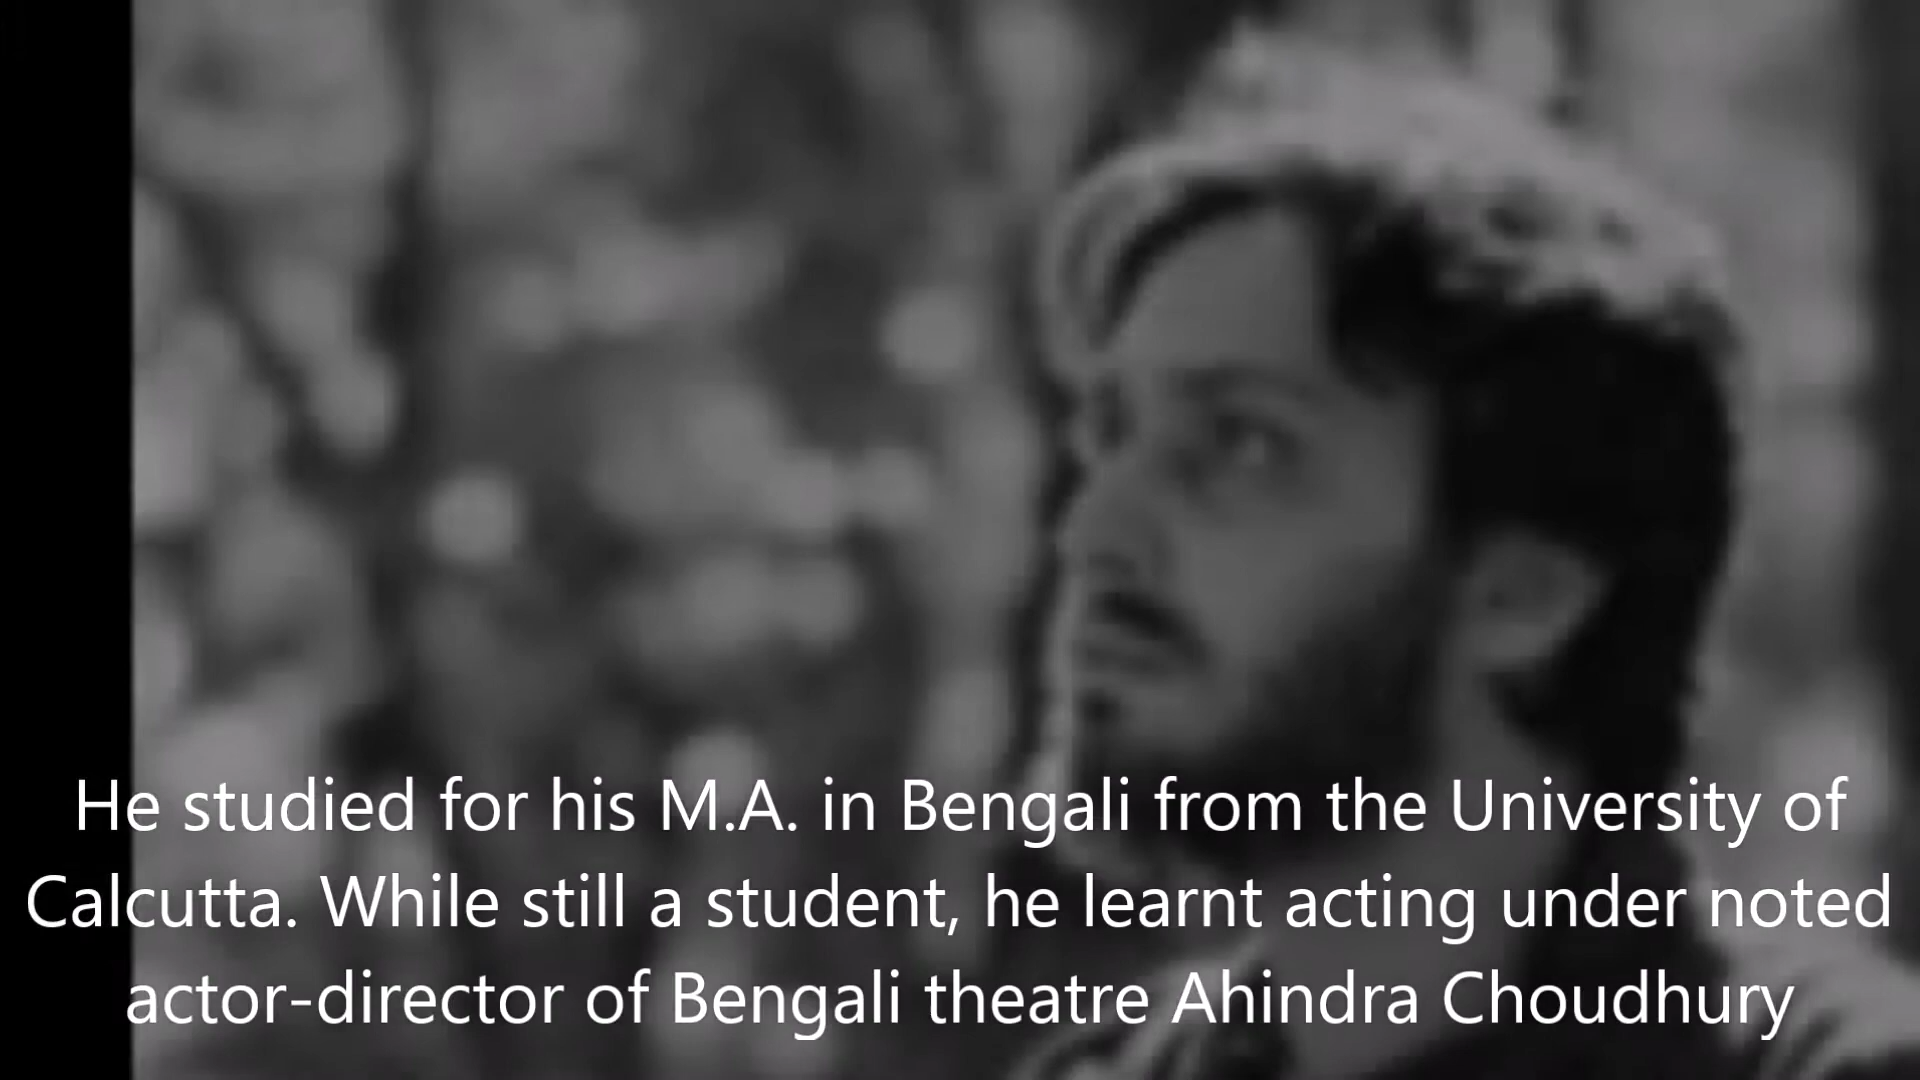 He studied for his M.A. in Bengali from the University of
Calcutta. While still a student, he learnt acting under noted
actor-director of Bengali theatre Ahindra Choudhury